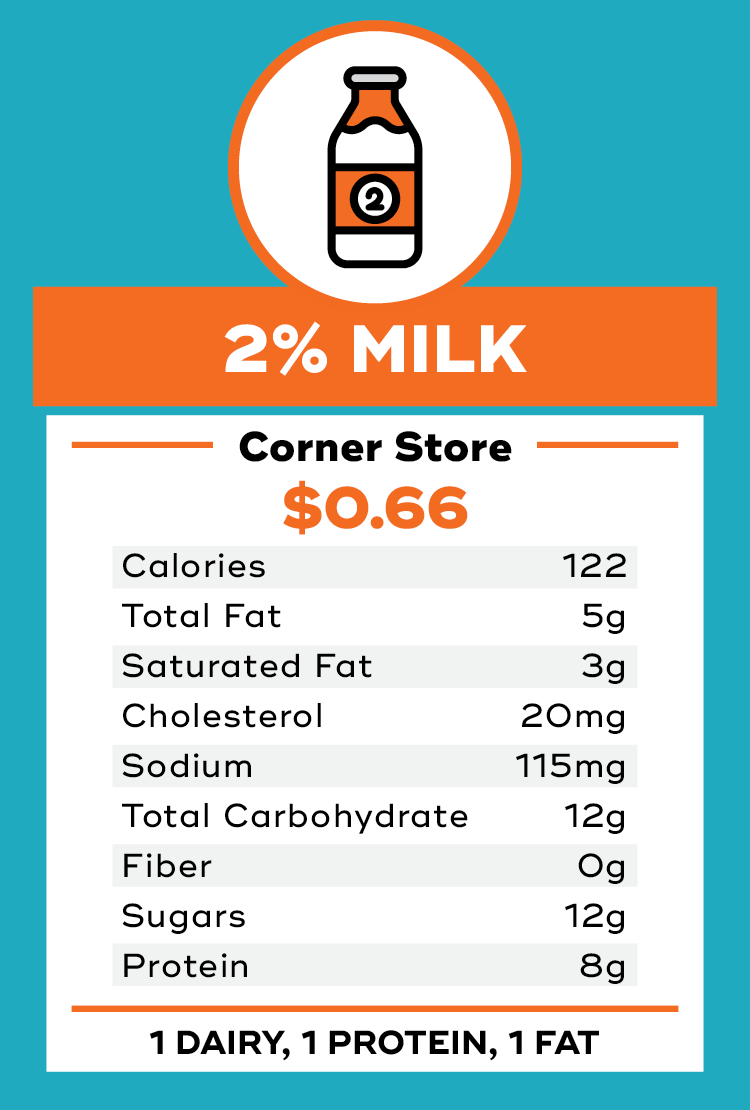 2
2% MILK
Corner Store
$0.66
Calories 122
Total Fat 5g
Saturated Fat 3g
Cholesterol 20mg
Sodium 115mg
Total Carbohydrate 12g
Fiber 0g
Sugars 12g
Protein 8g
1 DAIRY, 1 PROTEIN, 1 FAT